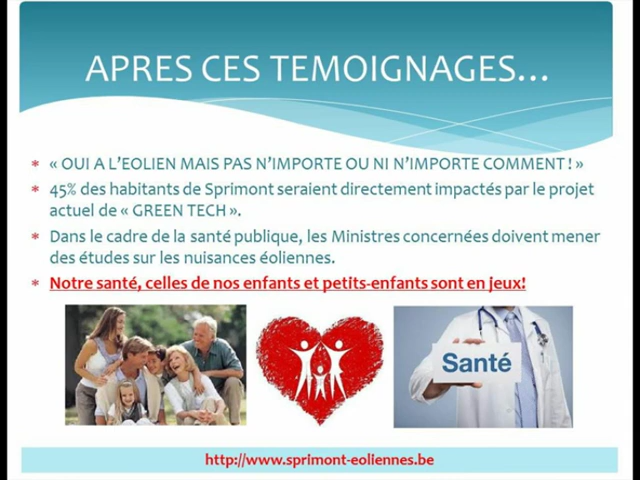 APRES CES TEMOIGNAGES…
* « OUI A L'EOLIEN MAIS PAS N'IMPORTE OU NI N'IMPORTE COMMENT ! »
* 45% des habitants de Sprimont seraient directement impactés par le projet
actuel de « GREEN TECH ».
* Dans le cadre de la santé publique, les Ministres concernées doivent mener
des études sur les nuisances éoliennes.
* Notre santé, celles de nos enfants et petits-enfants sont en jeux!
Santé
http://www.sprimont-eoliennes.be